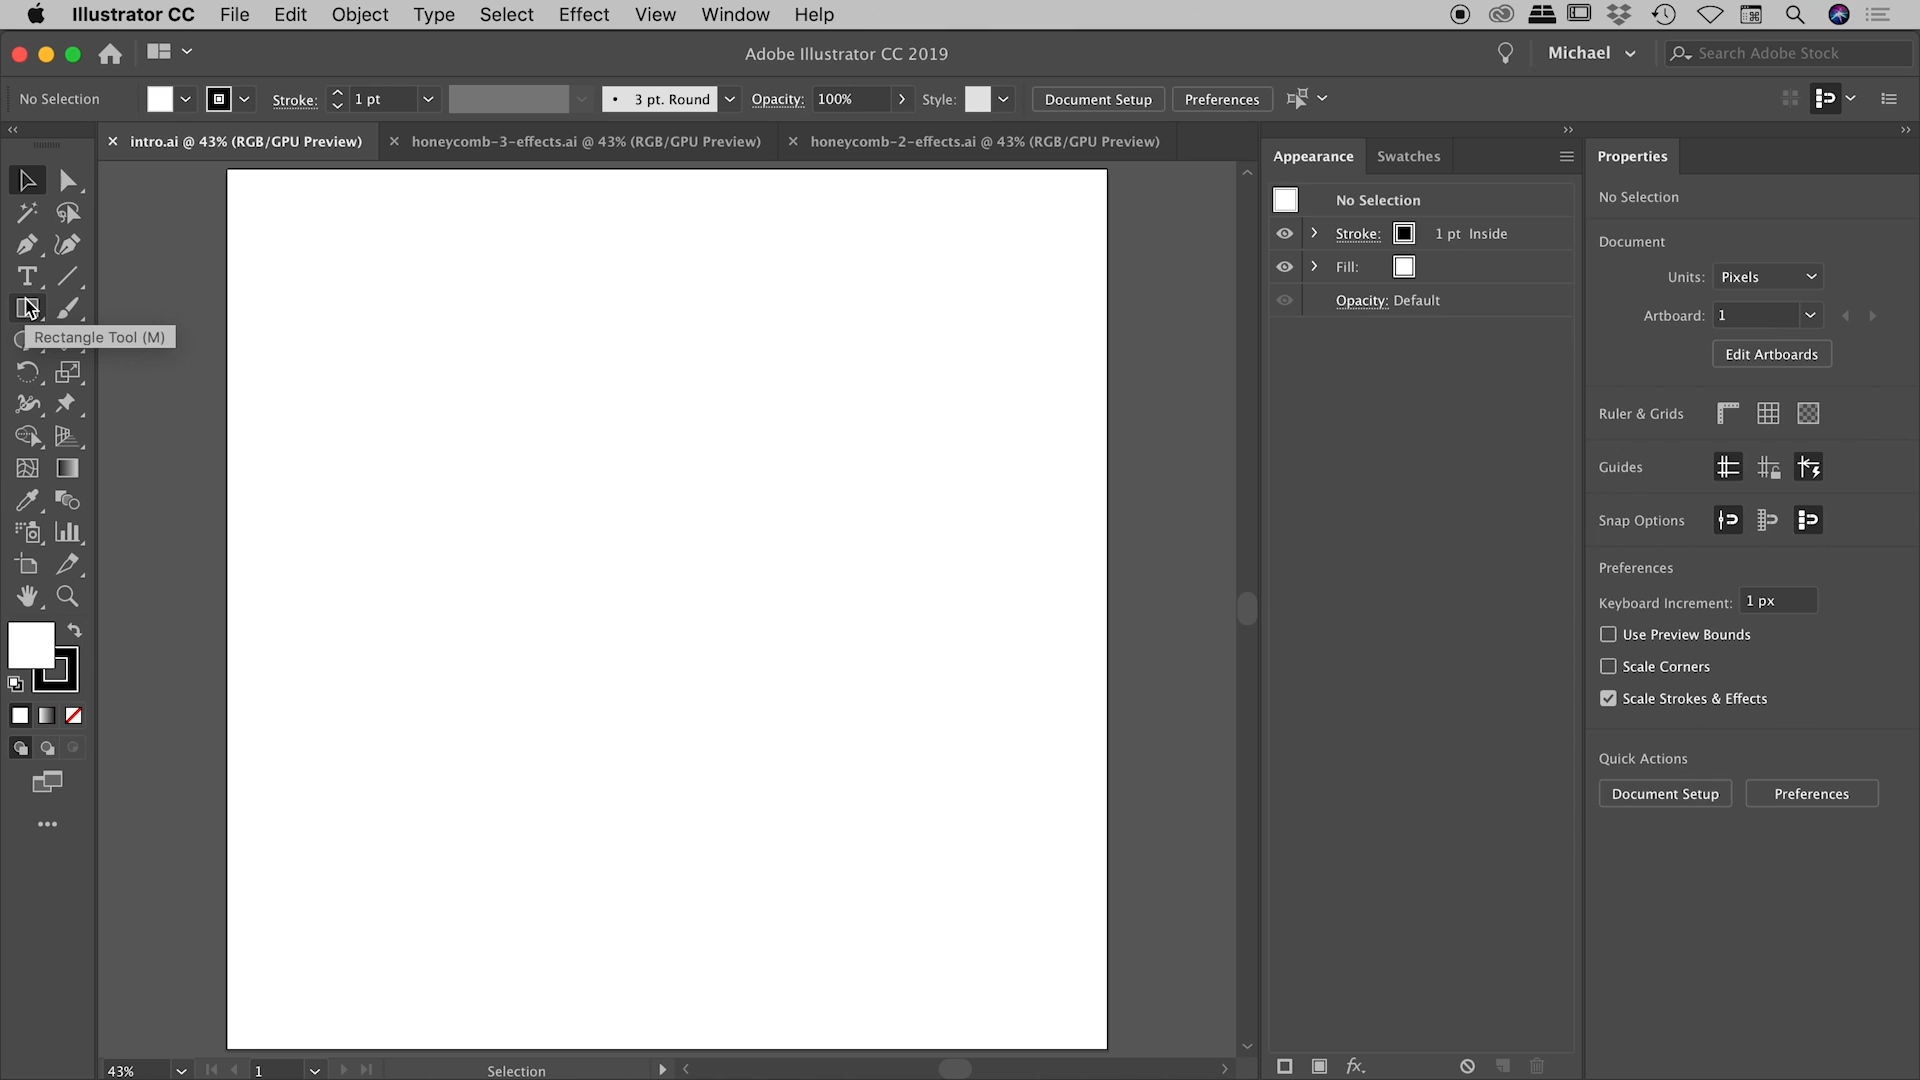 Illustrator CC File Edit Object Type Select Effect View Window Help
Adobe Illustrator CC 2019
Michael
Search Adobe Stock
No Selection
Stroke: 1 pt
3 pt. Round
Opacity: 100%
Style:
Document Setup
Preferences
intro.ai @ 43% (RGB/GPU Preview)
honeycomb-3-effects.ai @ 43% (RGB/GPU Preview)
honeycomb-2-effects.ai @ 43% (RGB/GPU Preview)
Rectangle Tool (M)
Appearance
Swatches
No Selection
Stroke: 1 pt Inside
Fill:
Opacity: Default
Properties
No Selection
Document
Units: Pixels
Artboard: 1
Edit Artboards
Ruler & Grids
Guides
Snap Options
Preferences
Keyboard Increment: 1 px
Use Preview Bounds
Scale Corners
Scale Strokes & Effects
Quick Actions
Document Setup
Preferences
43%
1
Selection
fx.